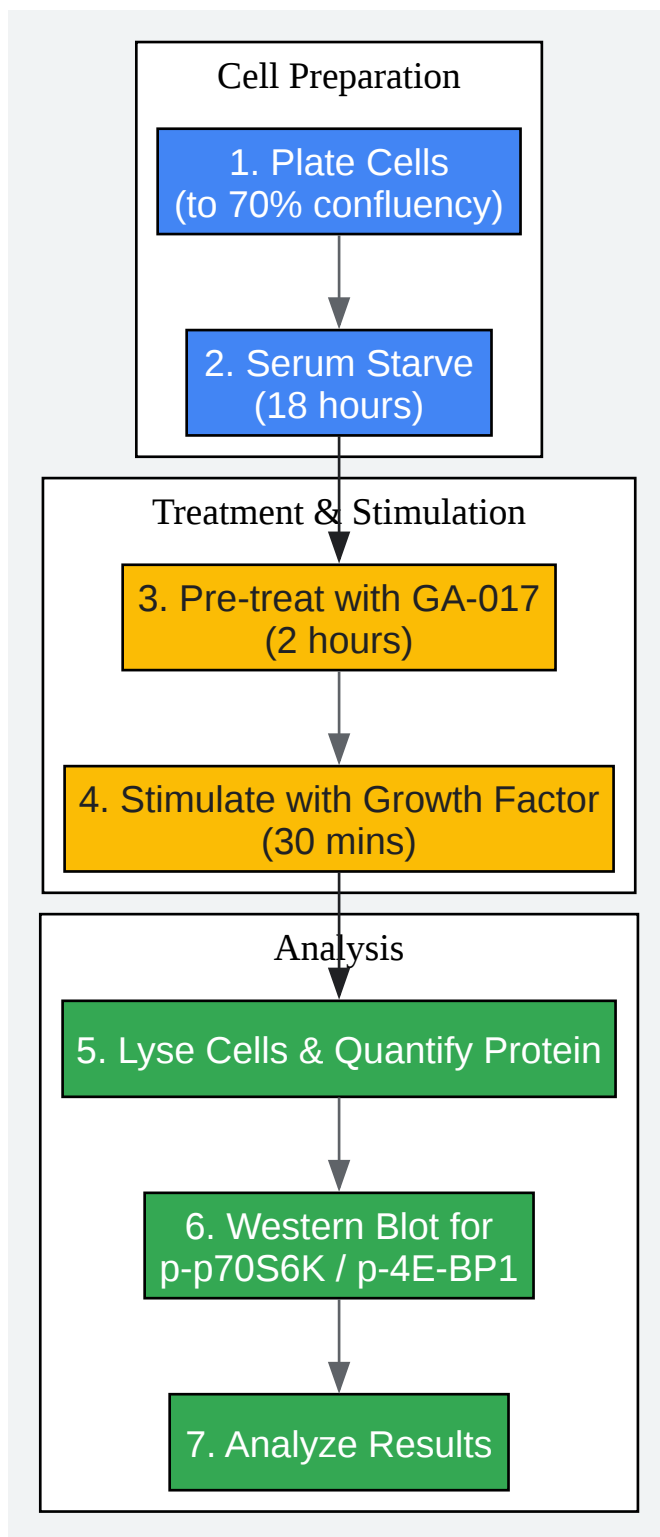 Cell Preparation
1. Plate Cells
(to 70% confluency)
2. Serum Starve
(18 hours)
Treatment & Stimulation
3. Pre-treat with GA-017
(2 hours)
4. Stimulate with Growth Factor
(30 mins)
Analysis
5. Lyse Cells & Quantify Protein
6. Western Blot for
p-p70S6K / p-4E-BP1
7. Analyze Results